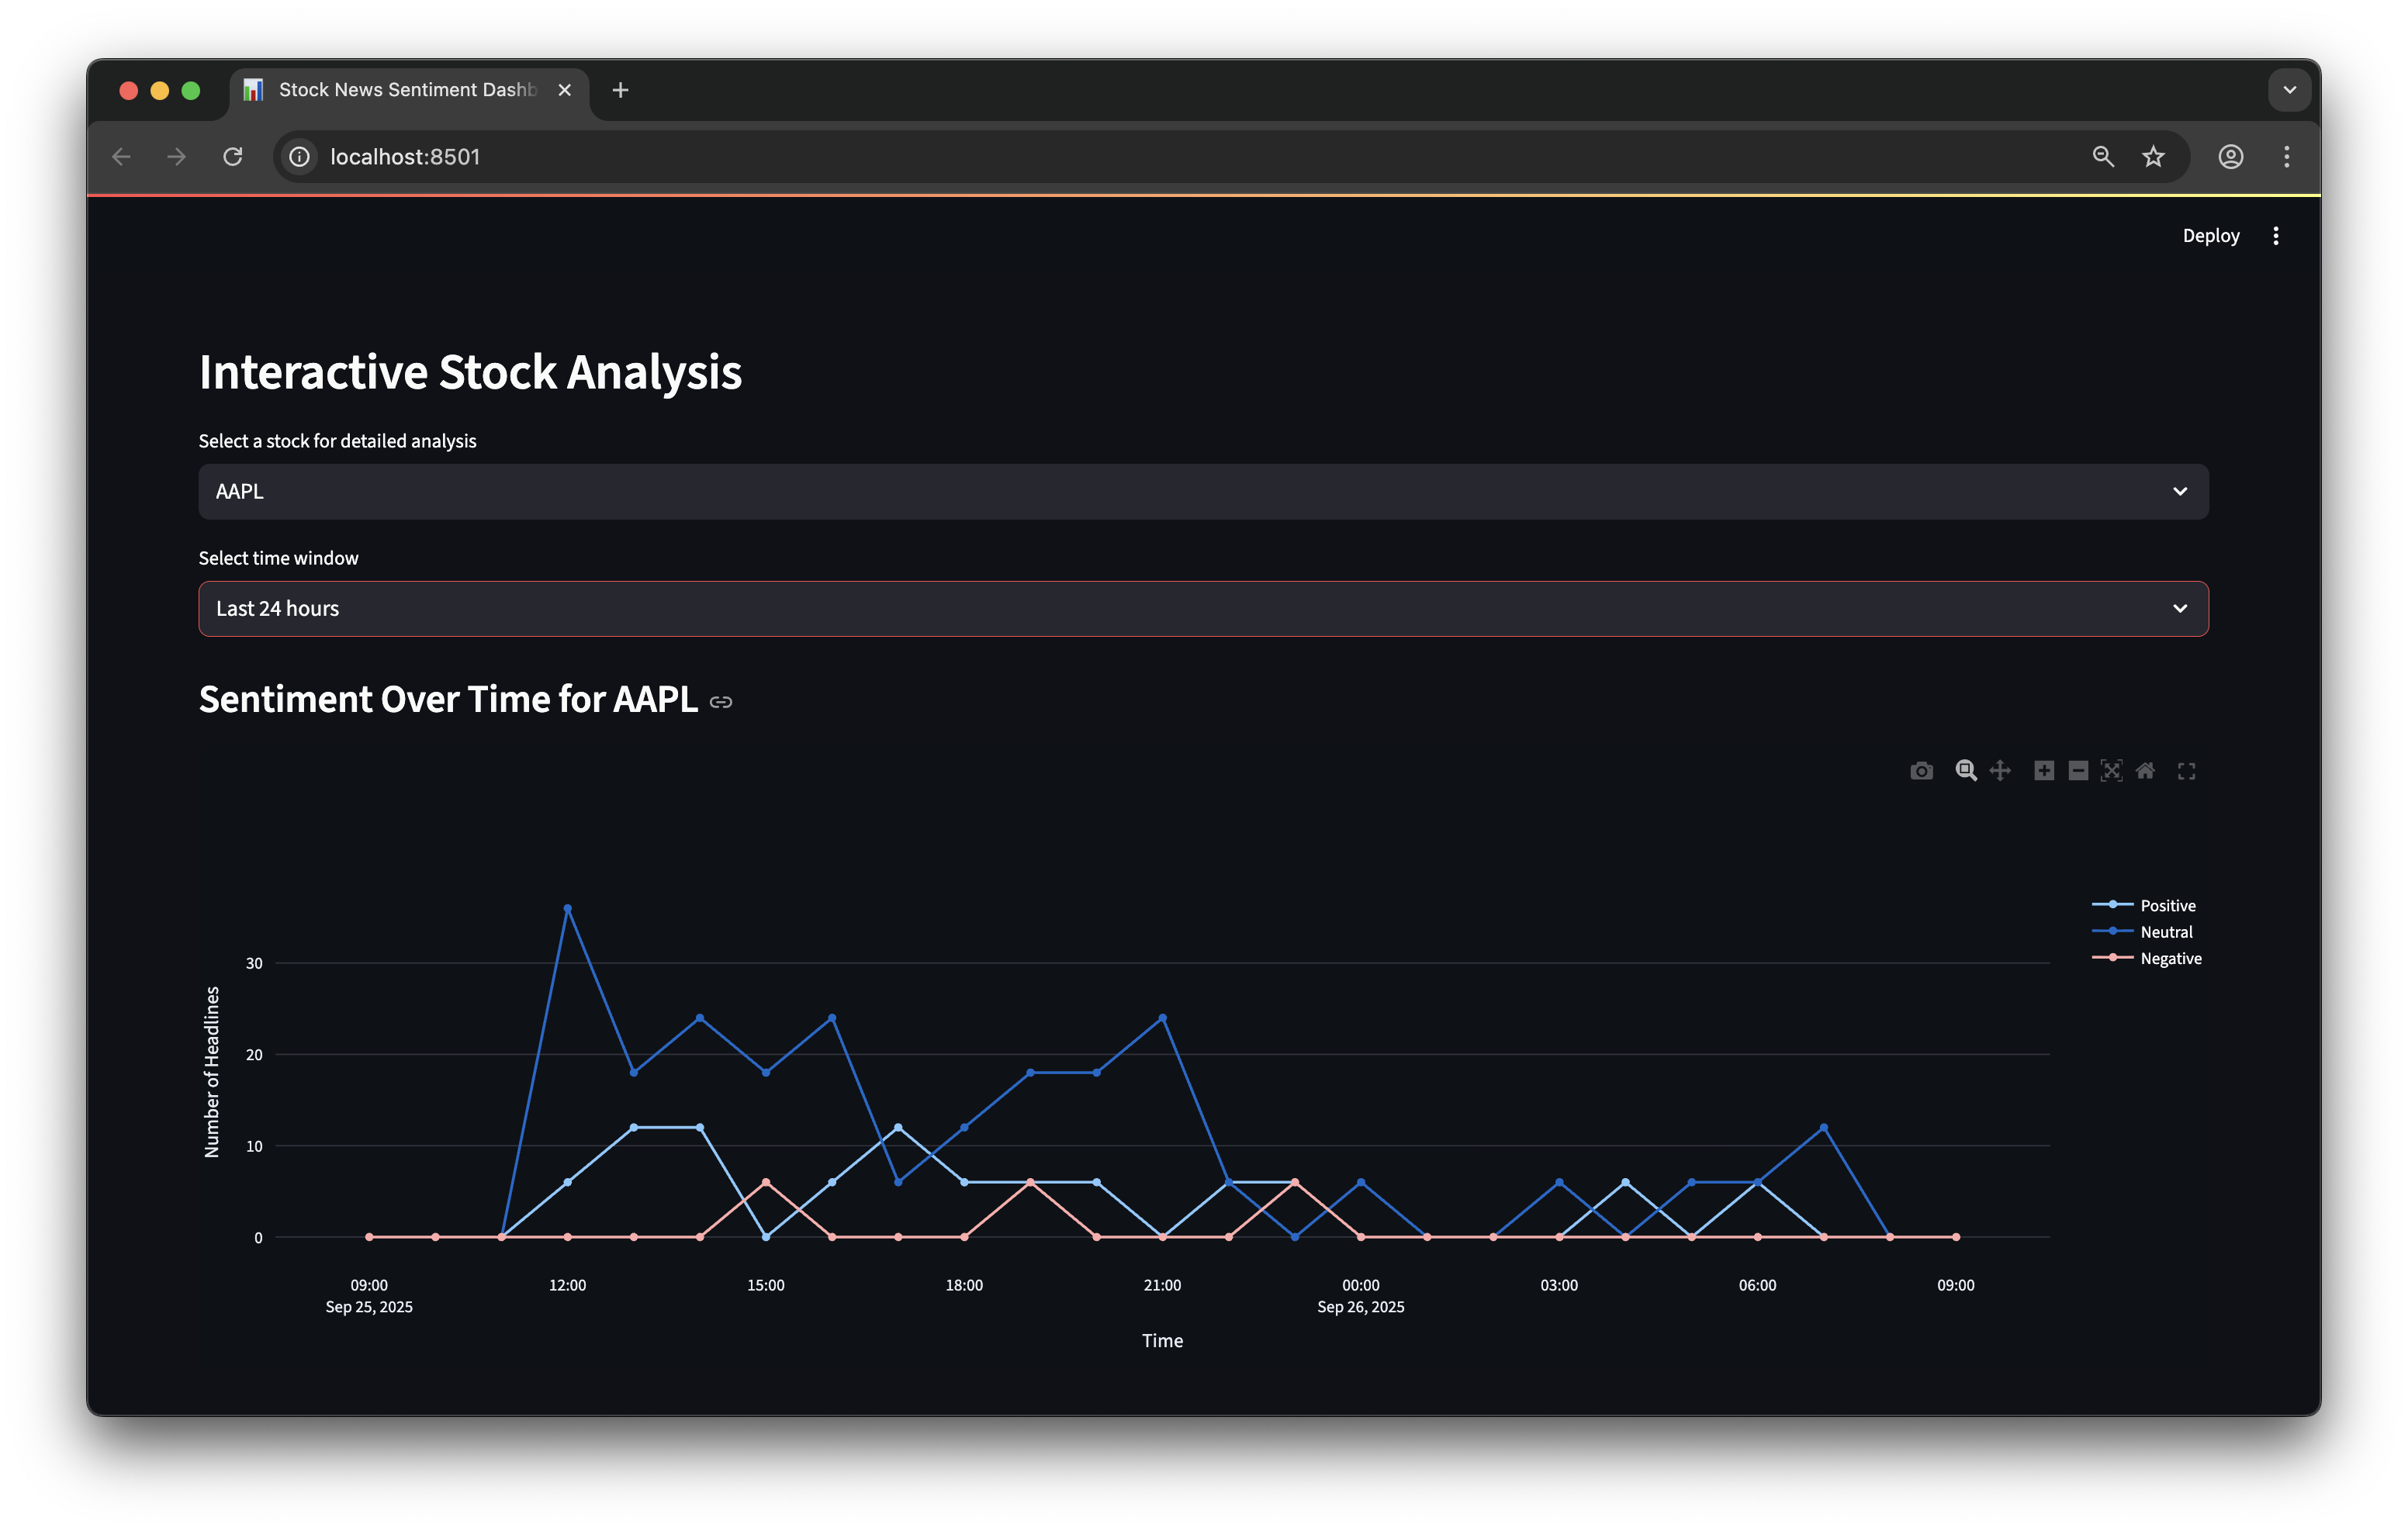 Stock News Sentiment Dashb
localhost:8501
Deploy
Interactive Stock Analysis
Select a stock for detailed analysis
AAPL
Select time window
Last 24 hours
Sentiment Over Time for AAPL
Positive
Neutral
Negative
Number of Headlines
30
20
10
0
09:00 12:00 15:00 18:00 21:00 00:00 03:00 06:00 09:00
Sep 25, 2025 Sep 26, 2025
Time